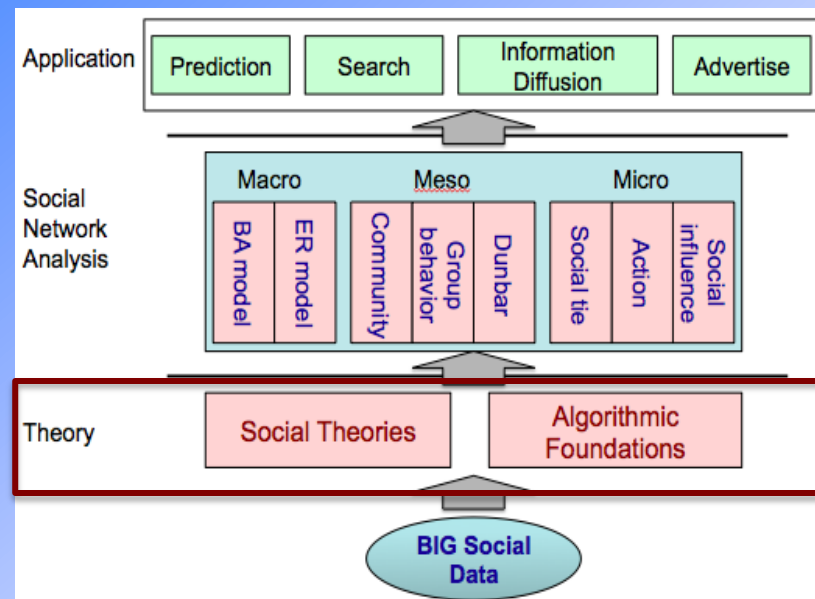 Application
Prediction
Search
Information
Diffusion
Advertise
Social
Network
Analysis
Macro
Meso
Micro
BA model
ER model
Community
Group
behavior
Dunbar
Social tie
Action
Social
influence
Theory
Social Theories
Algorithmic
Foundations
BIG Social
Data